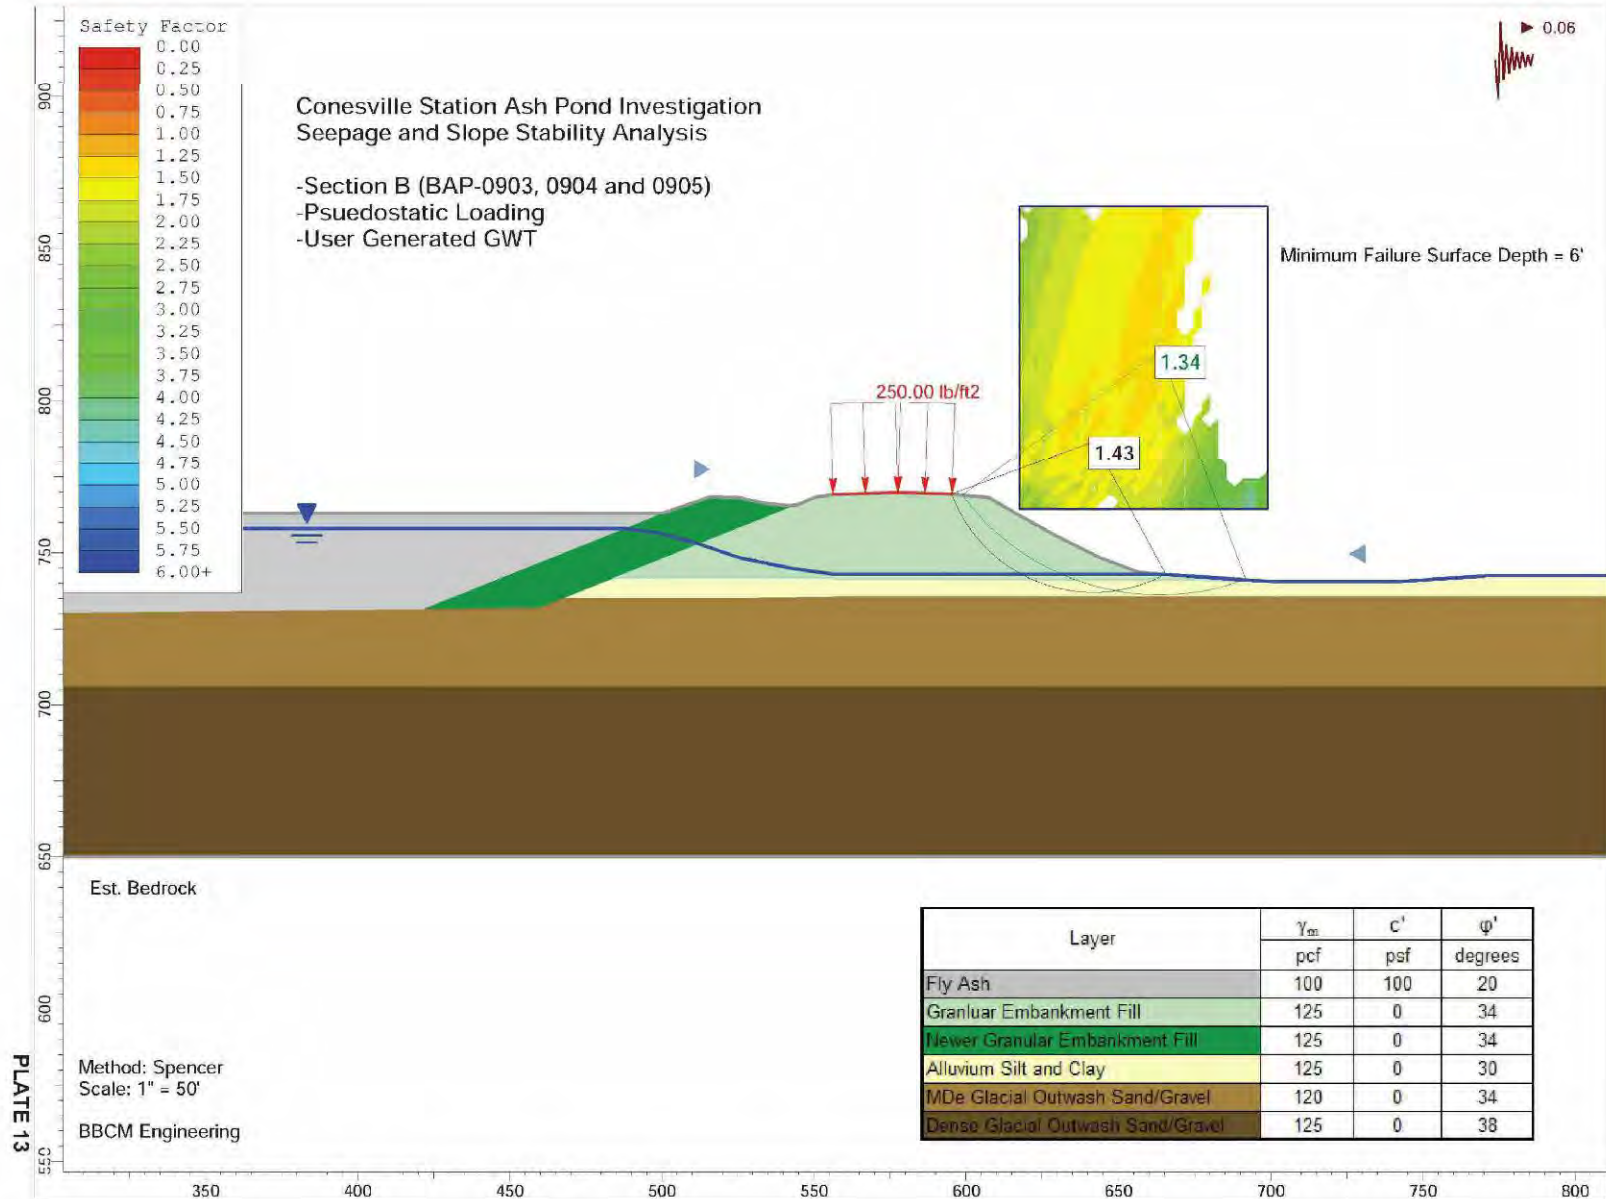 Safety Factor
0.00
0.25
0.50
0.75
1.00
1.25
1.50
1.75
2.00
2.25
2.50
2.75
3.00
3.25
3.50
3.75
4.00
4.25
4.50
4.75
5.00
5.25
5.50
5.75
6.00+
Conesville Station Ash Pond Investigation
Seepage and Slope Stability Analysis
-Section B (BAP-0903, 0904 and 0905)
-Psuedostatic Loading
-User Generated GWT
0.06
Minimum Failure Surface Depth = 6'
1.34
1.43
250.00 lb/ft2
900
850
800
750
700
650
600
550
Est. Bedrock
Method: Spencer
Scale: 1" = 50'
BBCM Engineering
PLATE 13
Layer γm c' φ'
pcf psf degrees
Fly Ash 100 100 20
Granluar Embankment Fill 125 0 34
Newer Granular Embankment Fill 125 0 34
Alluvium Silt and Clay 125 0 30
MDe Glacial Outwash Sand/Gravel 120 0 34
Dense Glacial Outwash Sand/Gravel 125 0 38
350 400 450 500 550 600 650 700 750 800